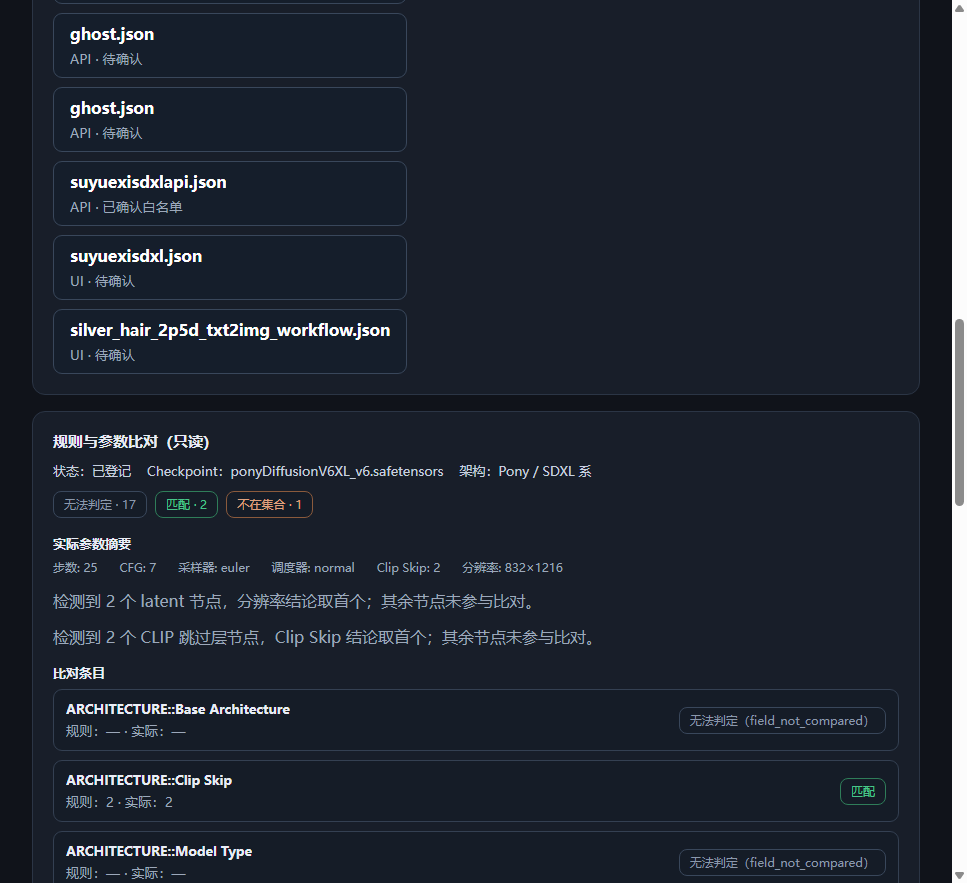 ghost.json
API · 待确认
ghost.json
API · 待确认
suyuexisdxlapi.json
API · 已确认白名单
suyuexisdxl.json
UI · 待确认
silver_hair_2p5d_txt2img_workflow.json
UI · 待确认
规则与参数比对（只读）
状态：已登记 Checkpoint：ponyDiffusionV6XL_v6.safetensors 架构：Pony / SDXL 系
无法判定 · 17 匹配 · 2 不在集合 · 1
实际参数摘要
步数: 25 CFG: 7 采样器: euler 调度器: normal Clip Skip: 2 分辨率: 832×1216
检测到 2 个 latent 节点，分辨率结论取首个；其余节点未参与比对。
检测到 2 个 CLIP 跳过层节点，Clip Skip 结论取首个；其余节点未参与比对。
比对条目
ARCHITECTURE::Base Architecture
规则：— · 实际：—
无法判定（field_not_compared）
ARCHITECTURE::Clip Skip
规则：2 · 实际：2
匹配
ARCHITECTURE::Model Type
规则：— · 实际：—
无法判定（field_not_compared）